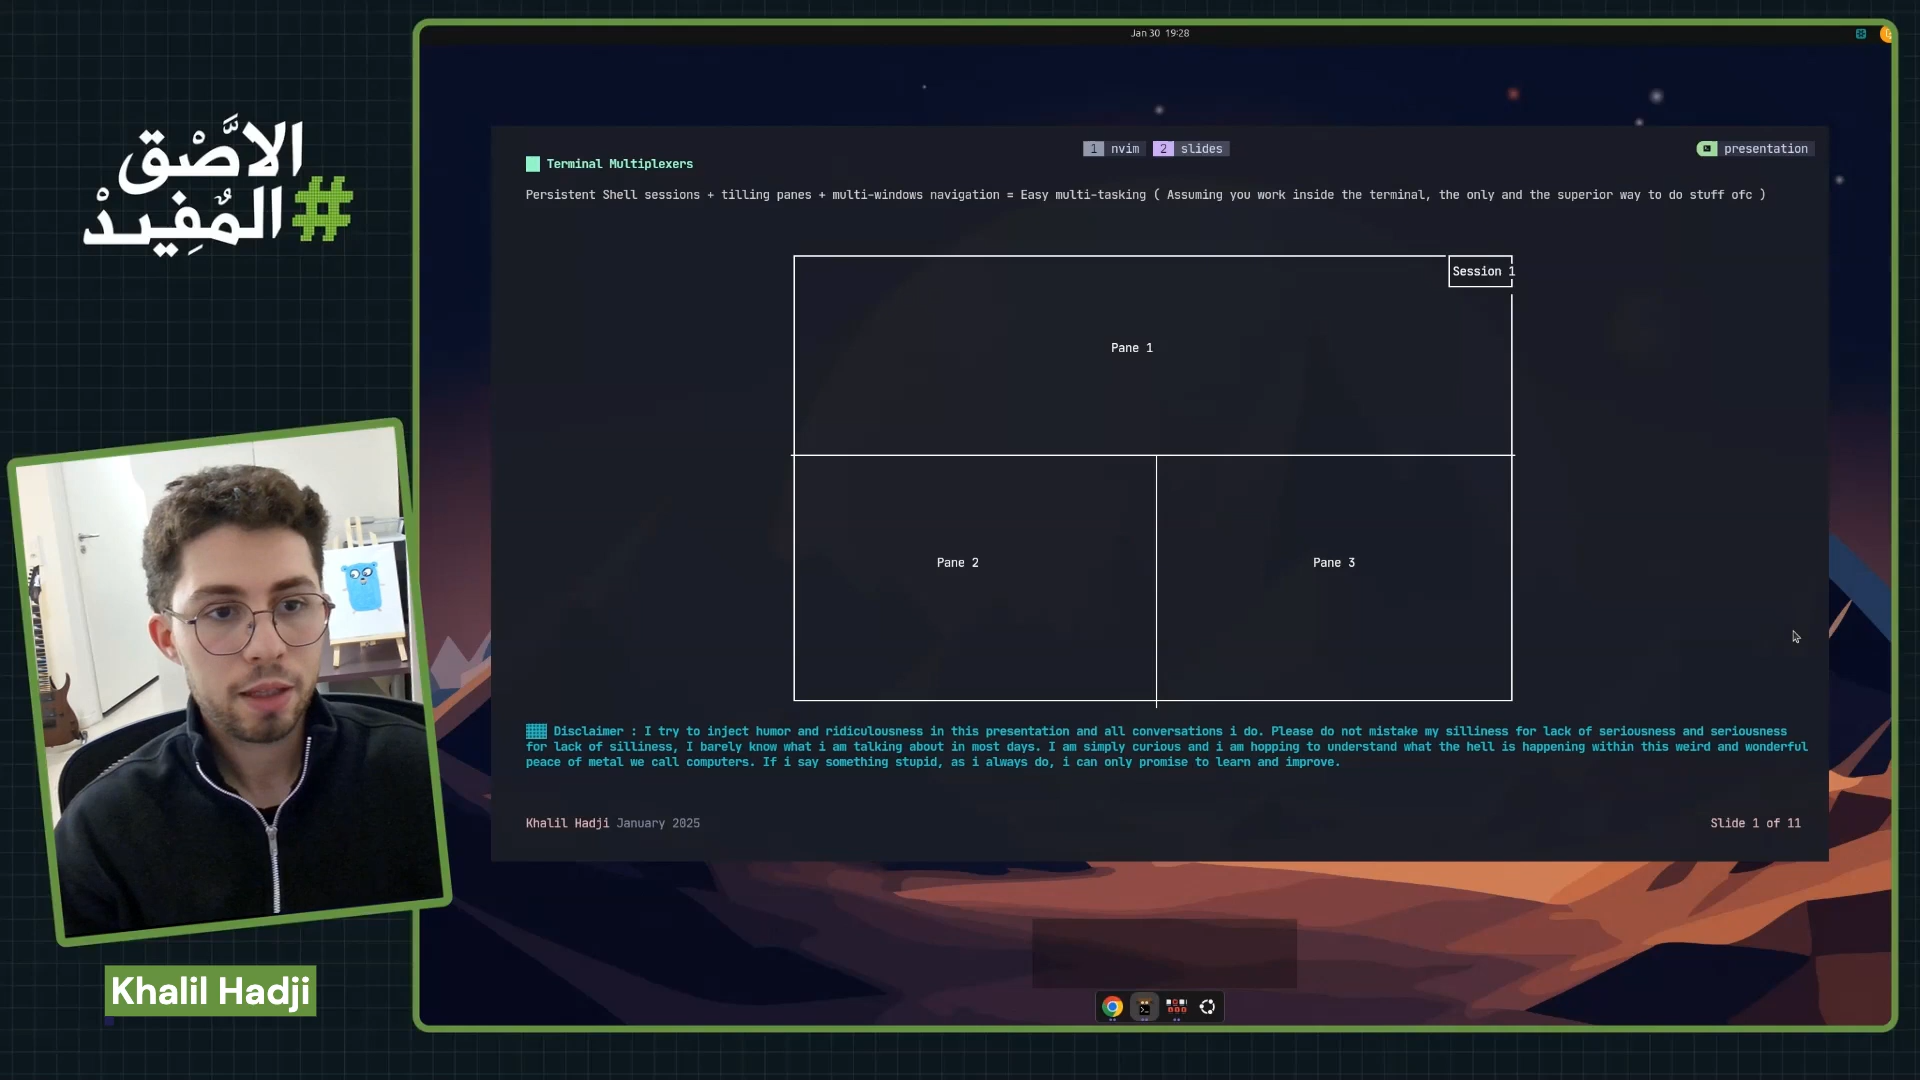 الاصَّصْق
#المُفِيدْ
Khalil Hadji
Jan 30 19:28
1 nvim 2 slides
presentation
Terminal Multiplexers
Persistent Shell sessions + tilling panes + multi-windows navigation = Easy multi-tasking ( Assuming you work inside the terminal, the only and the superior way to do stuff ofc )
Session 1
Pane 1
Pane 2
Pane 3
Disclaimer : I try to inject humor and ridiculousness in this presentation and all conversations i do. Please do not mistake my silliness for lack of seriousness and seriousness
for lack of silliness, I barely know what i am talking about in most days. I am simply curious and i am hopping to understand what the hell is happening within this weird and wonderful
peace of metal we call computers. If i say something stupid, as i always do, i can only promise to learn and improve.
Khalil Hadji January 2025
Slide 1 of 11